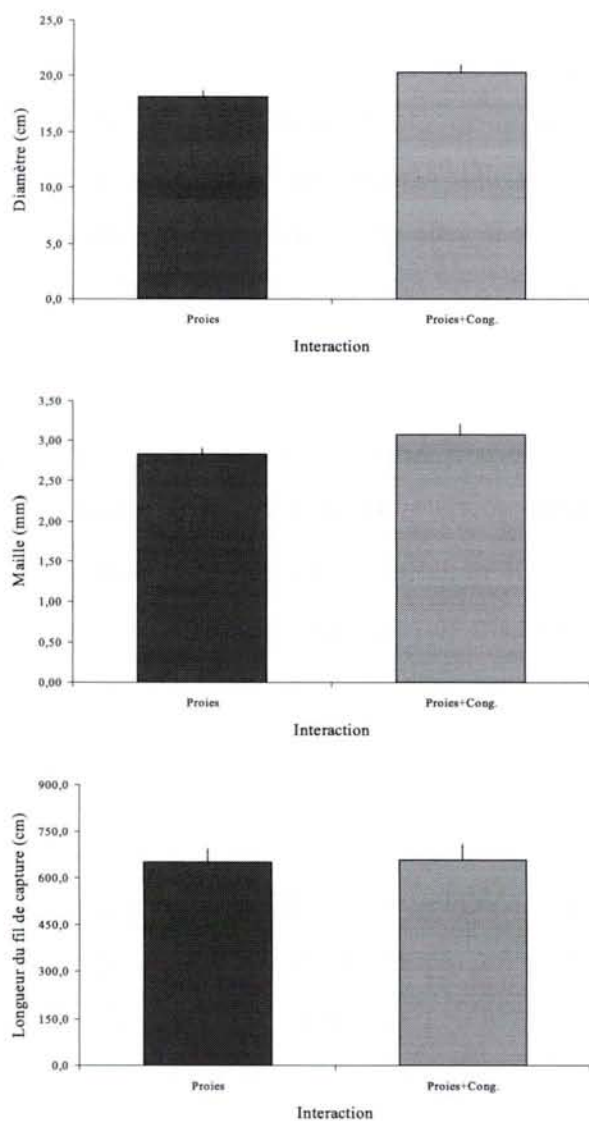 Diamètre (cm)
25,0
20,0
15,0
10,0
5,0
0,0
Proies
Proies+Cong.
Interaction
Maille (mm)
3,50
3,00
2,50
2,00
1,50
1,00
0,50
0,00
Proies
Proies+Cong.
Interaction
Longueur du fil de capture (cm)
900,0
750,0
600,0
450,0
300,0
150,0
0,0
Proies
Proies+Cong.
Interaction